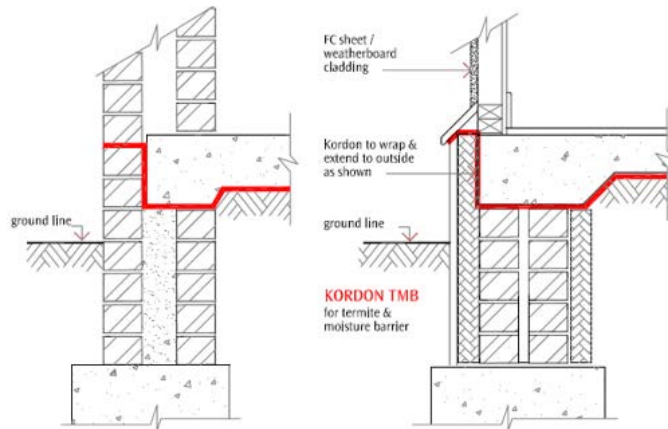 FC sheet /
weatherboard
cladding
Kordon to wrap &
extend to outside
as shown
ground line
ground line
KORDON TMB
for termite &
moisture barrier